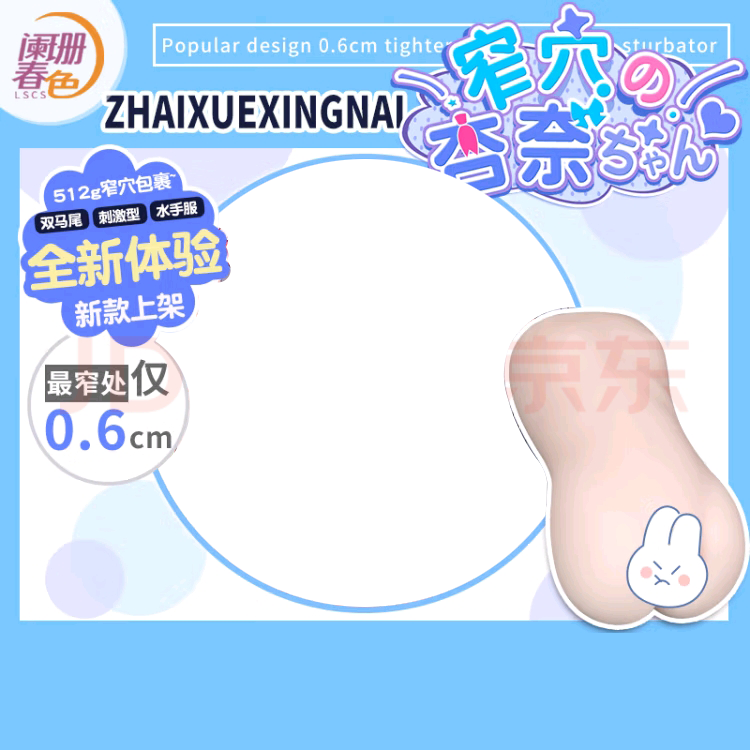 阑珊
春色
LSCS
Popular design 0.6cm tighte
sturbator
ZHAIXUEXINGNAI
窄穴の
杏奈ちゃん
512g窄穴包裹~
双马尾 刺激型 水手服
全新体验
新款上架
JD 京东
最窄处仅
0.6cm